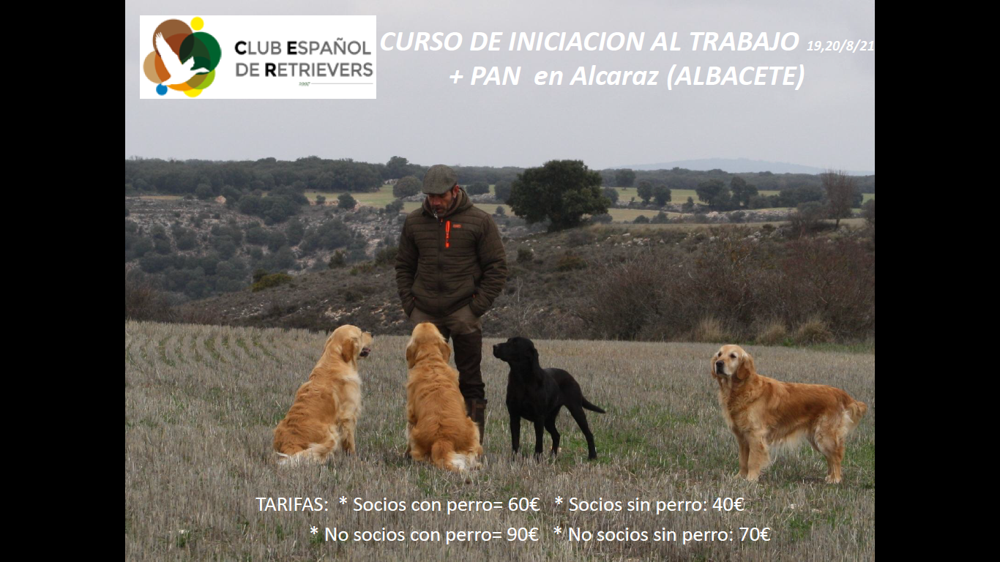 CLUB ESPAÑOL
DE RETRIEVERS
CURSO DE INICIACION AL TRABAJO 19,20/8/21
+ PAN en Alcaraz (ALBACETE)
TARIFAS: * Socios con perro= 60€ * Socios sin perro: 40€
* No socios con perro= 90€ * No socios sin perro: 70€